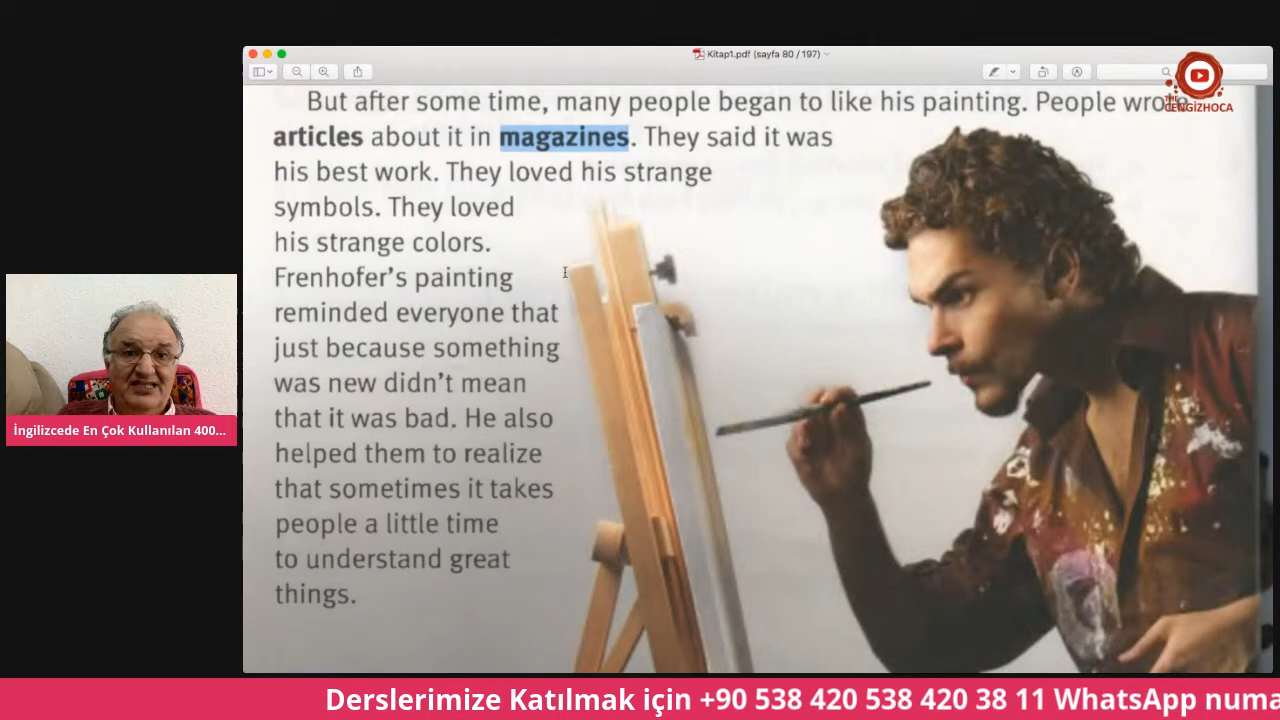 Kitap1.pdf (sayfa 80 / 197)
THE
CENGİZHOCA
But after some time, many people began to like his painting. People wrote
articles about it in magazines. They said it was
his best work. They loved his strange
symbols. They loved
his strange colors.
Frenhofer's painting
reminded everyone that
just because something
was new didn't mean
that it was bad. He also
helped them to realize
that sometimes it takes
people a little time
to understand great
things.
İngilizcede En Çok Kullanılan 400...
Derslerimize Katılmak için +90 538 420 538 420 38 11 WhatsApp numa